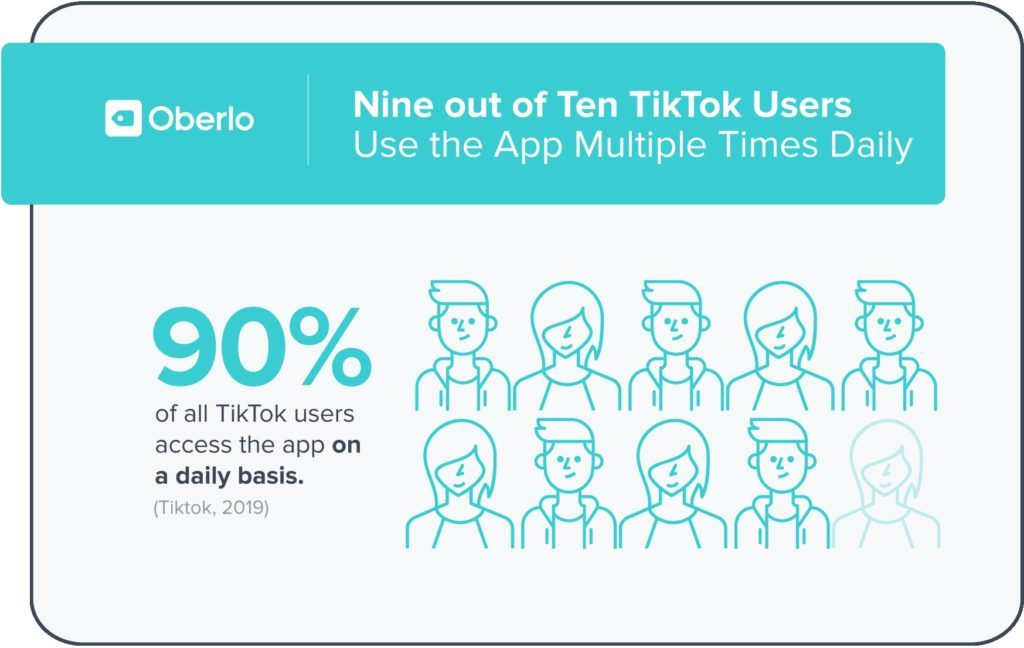 Oberlo
Nine out of Ten TikTok Users
Use the App Multiple Times Daily
90%
of all TikTok users
access the app on
a daily basis.
(Tiktok, 2019)